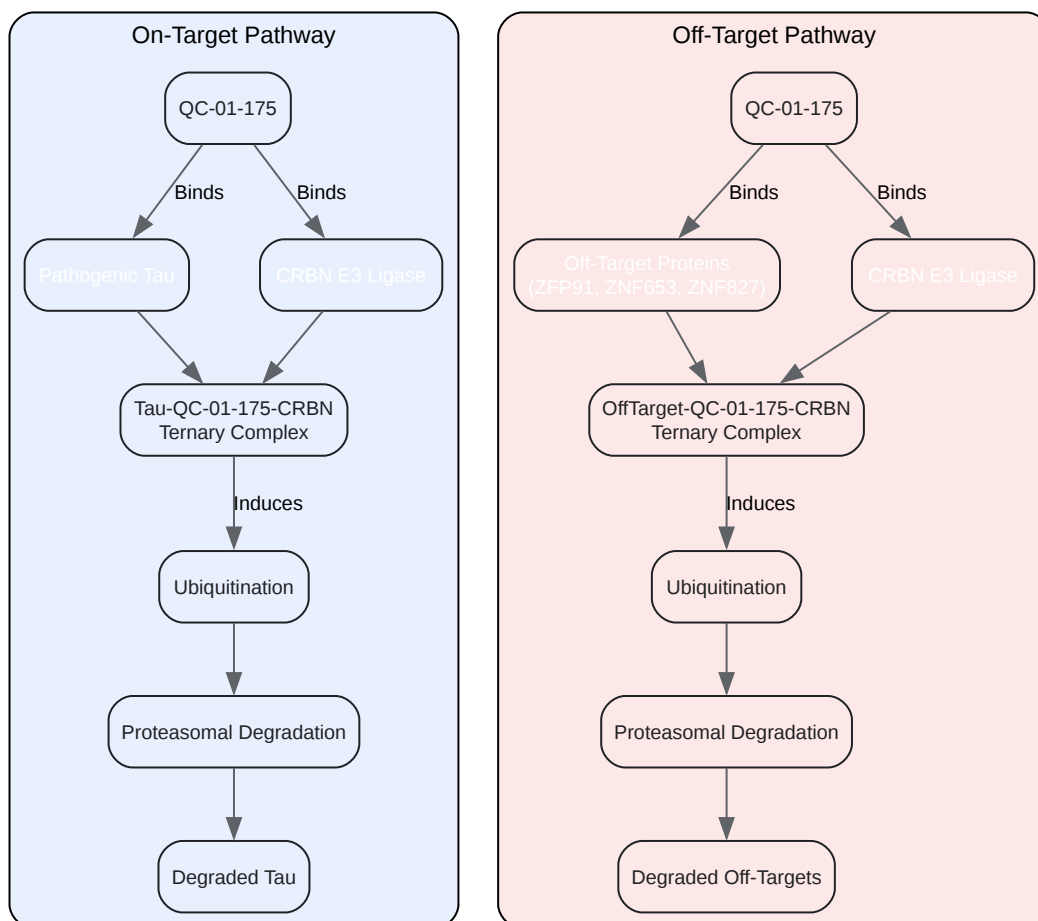 On-Target Pathway
QC-01-175
Binds
Binds
Pathogenic Tau
CRBN E3 Ligase
Tau-QC-01-175-CRBN
Ternary Complex
Induces
Ubiquitination
Proteasomal Degradation
Degraded Tau
Off-Target Pathway
QC-01-175
Binds
Binds
Off-Target Proteins
(ZFP91, ZNF653, ZNF827)
CRBN E3 Ligase
OffTarget-QC-01-175-CRBN
Ternary Complex
Induces
Ubiquitination
Proteasomal Degradation
Degraded Off-Targets